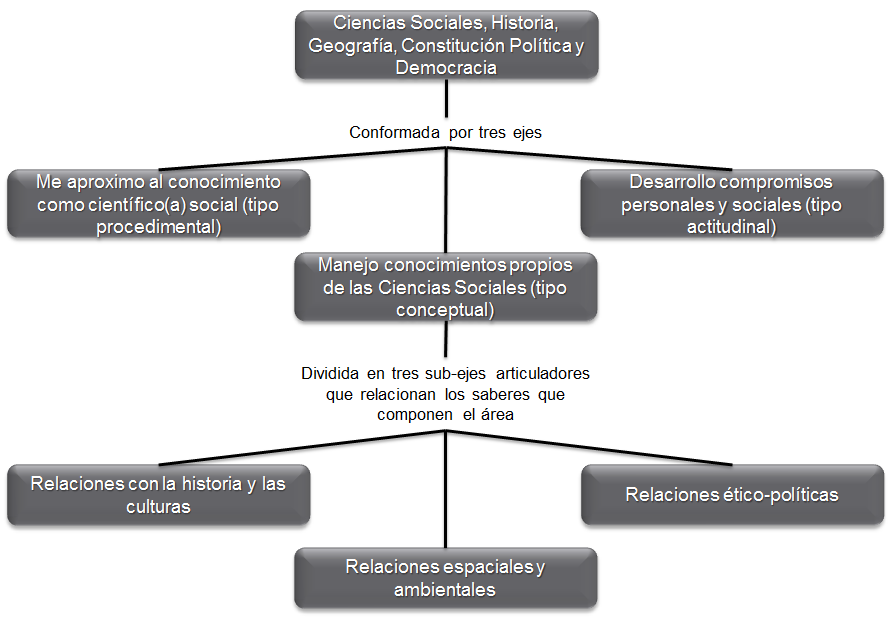 Ciencias Sociales, Historia,
Geografía, Constitución Política y
Democracia
Conformada por tres ejes
Me aproximo al conocimiento
como científico(a) social (tipo
procedimental)
Desarrollo compromisos
personales y sociales (tipo
actitudinal)
Manejo conocimientos propios
de las Ciencias Sociales (tipo
conceptual)
Dividida en tres sub-ejes articuladores
que relacionan los saberes que
componen el área
Relaciones con la historia y las
culturas
Relaciones ético-políticas
Relaciones espaciales y
ambientales